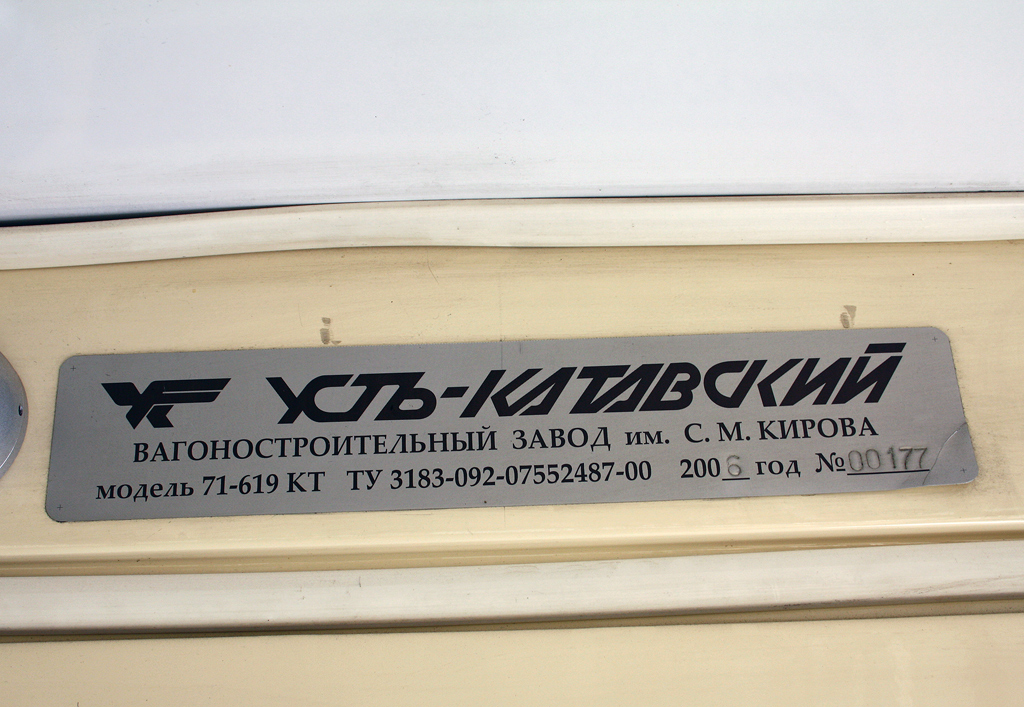 УСТЬ-КАТАВСКИЙ
ВАГОНОСТРОИТЕЛЬНЫЙ ЗАВОД им. С. М. КИРОВА
модель 71-619 КТ ТУ 3183-092-07552487-00 2006 год №00177